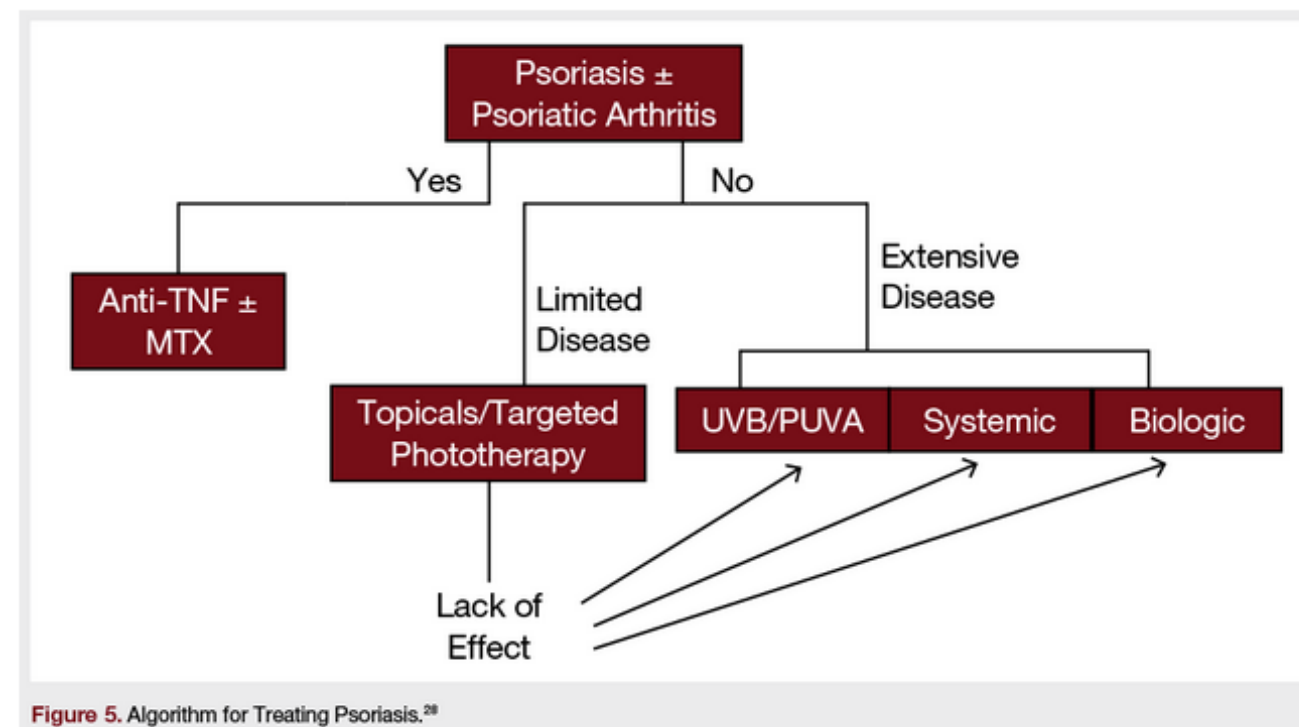 Psoriasis ±
Psoriatic Arthritis
Yes
No
Anti-TNF ±
MTX
Limited
Disease
Extensive
Disease
Topicals/Targeted
Phototherapy
UVB/PUVA
Systemic
Biologic
Lack of
Effect
Figure 5. Algorithm for Treating Psoriasis.²⁸